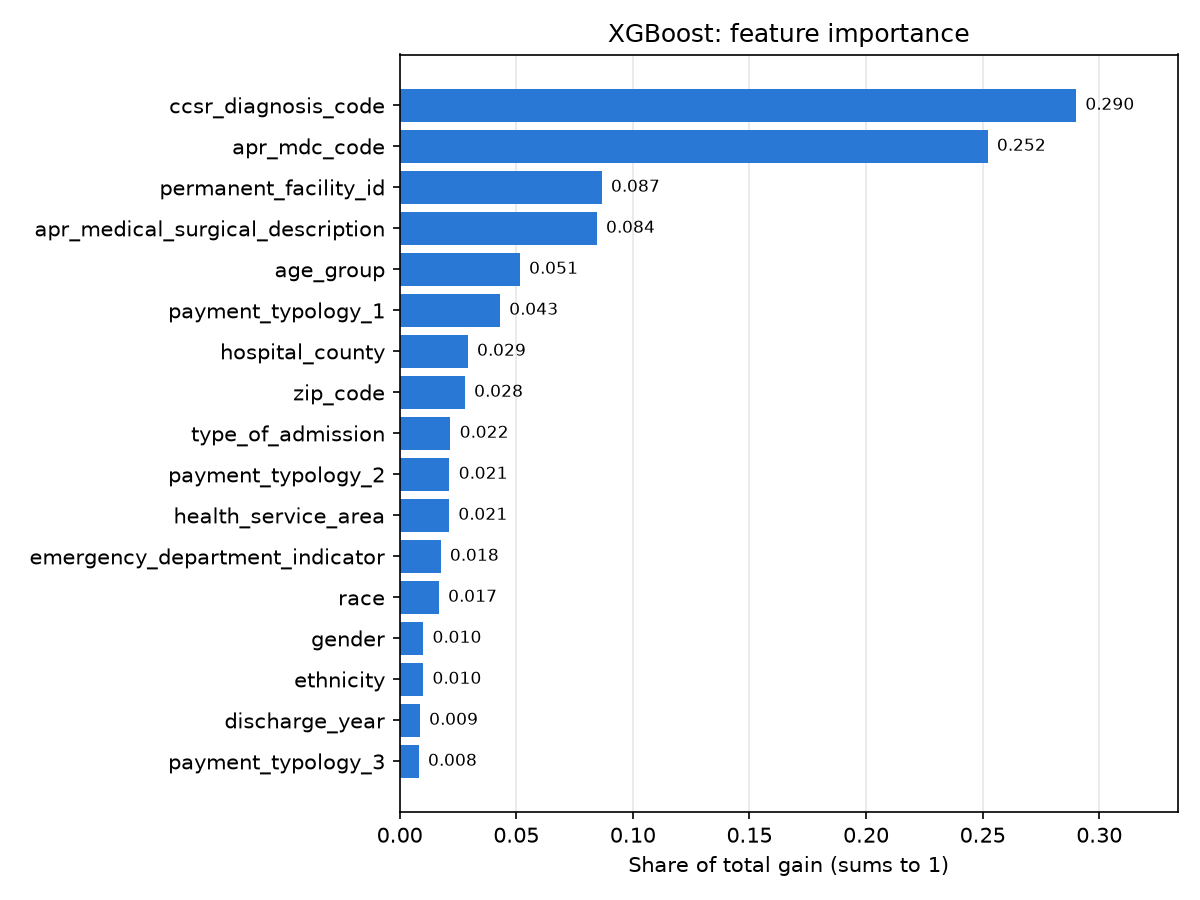 XGBoost: feature importance
ccsr_diagnosis_code 0.290
apr_mdc_code 0.252
permanent_facility_id 0.087
apr_medical_surgical_description 0.084
age_group 0.051
payment_typology_1 0.043
hospital_county 0.029
zip_code 0.028
type_of_admission 0.022
payment_typology_2 0.021
health_service_area 0.021
emergency_department_indicator 0.018
race 0.017
gender 0.010
ethnicity 0.010
discharge_year 0.009
payment_typology_3 0.008
0.00 0.05 0.10 0.15 0.20 0.25 0.30
Share of total gain (sums to 1)